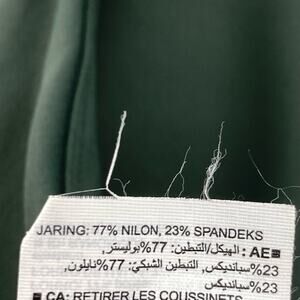 JARING: 77% NILON, 23% SPANDEKS
AE: الهيكل/التبطين: 77% بوليستر,
23% سباندكس, التبطين الشبكي: 77% نايلون,
23% سباندكس
CA: RETIRER LES COUSSINETS